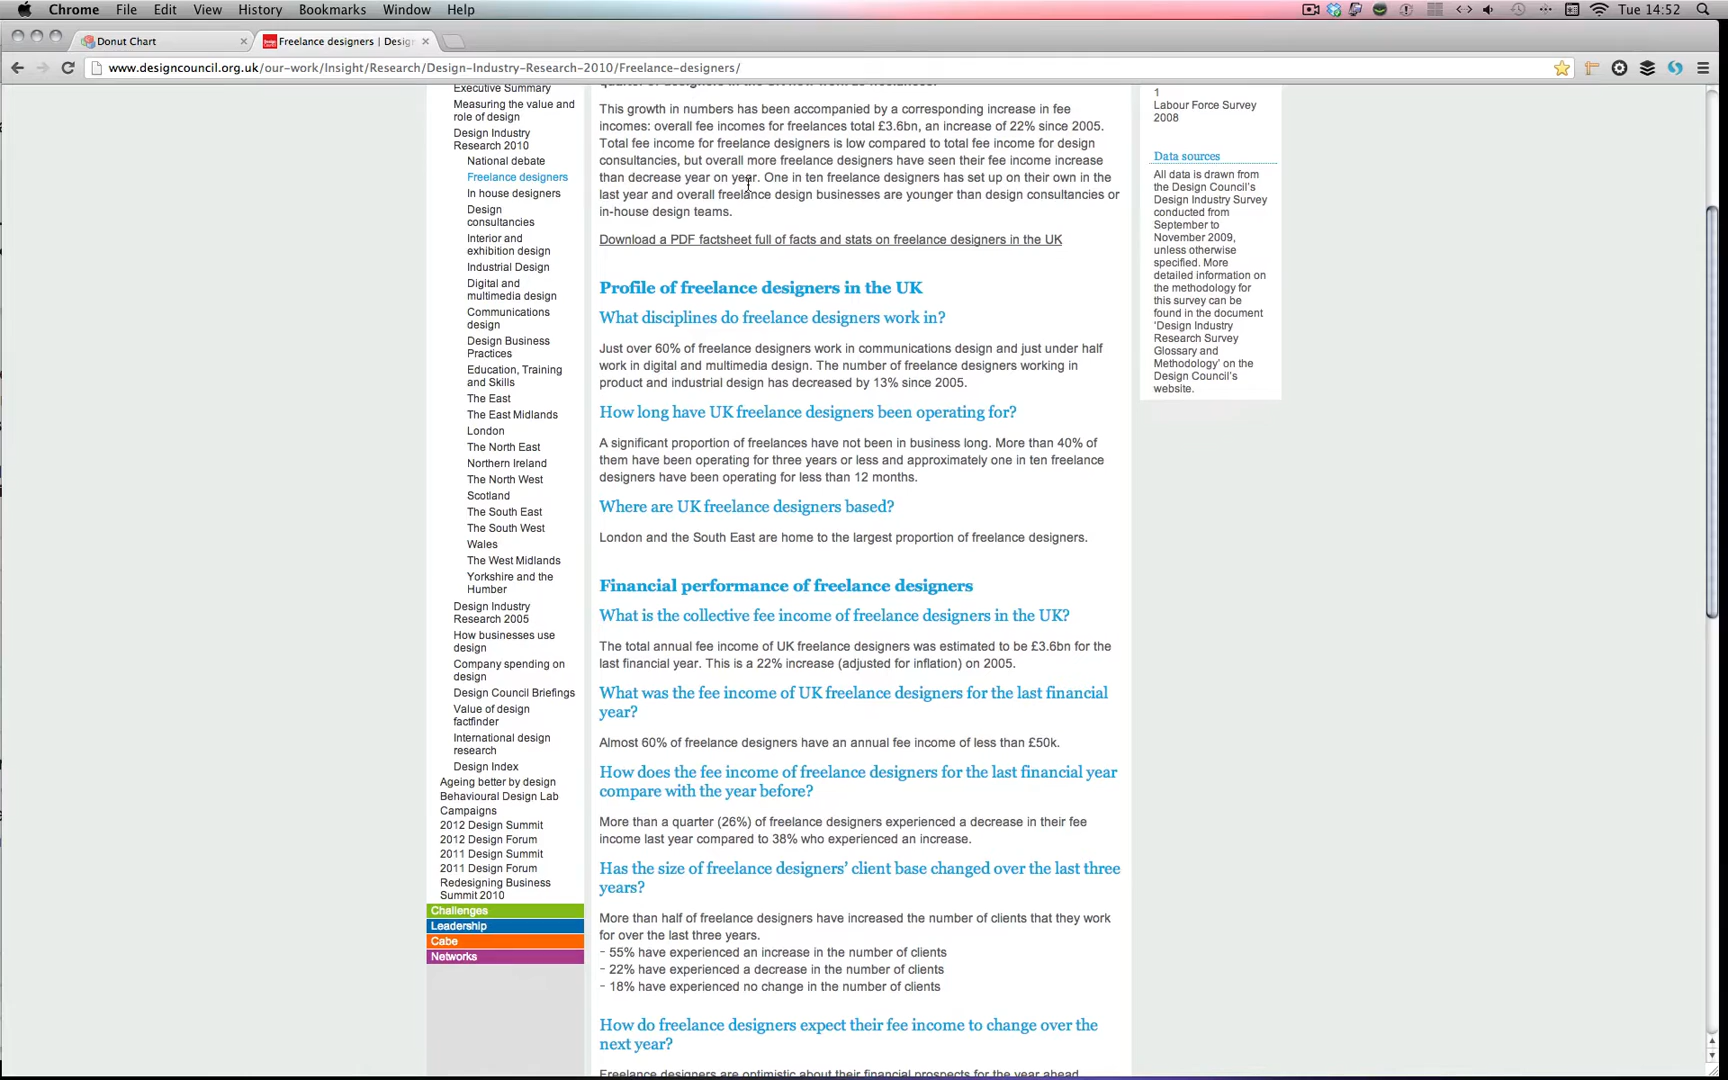 Chrome File Edit View History Bookmarks Window Help
Tue 14:52
Donut Chart
Freelance designers | Desig
www.designcouncil.org.uk/our-work/Insight/Research/Design-Industry-Research-2010/Freelance-designers/
Executive Summary
Measuring the value and
role of design
Design Industry
Research 2010
National debate
Freelance designers
In house designers
Design
consultancies
Interior and
exhibition design
Industrial Design
Digital and
multimedia design
Communications
design
Design Business
Practices
Education, Training
and Skills
The East
The East Midlands
London
The North East
Northern Ireland
The North West
Scotland
The South East
The South West
Wales
The West Midlands
Yorkshire and the
Humber
Design Industry
Research 2005
How businesses use
design
Company spending on
design
Design Council Briefings
Value of design
factfinder
International design
research
Design Index
Ageing better by design
Behavioural Design Lab
Campaigns
2012 Design Summit
2012 Design Forum
2011 Design Summit
2011 Design Forum
Redesigning Business
Summit 2010
Challenges
Leadership
Cabe
Networks
quarter of designers in the UK now work as freelances.
This growth in numbers has been accompanied by a corresponding increase in fee
incomes: overall fee incomes for freelances total £3.6bn, an increase of 22% since 2005.
Total fee income for freelance designers is low compared to total fee income for design
consultancies, but overall more freelance designers have seen their fee income increase
than decrease year on year. One in ten freelance designers has set up on their own in the
last year and overall freelance design businesses are younger than design consultancies or
in-house design teams.
Download a PDF factsheet full of facts and stats on freelance designers in the UK
Profile of freelance designers in the UK
What disciplines do freelance designers work in?
Just over 60% of freelance designers work in communications design and just under half
work in digital and multimedia design. The number of freelance designers working in
product and industrial design has decreased by 13% since 2005.
How long have UK freelance designers been operating for?
A significant proportion of freelances have not been in business long. More than 40% of
them have been operating for three years or less and approximately one in ten freelance
designers have been operating for less than 12 months.
Where are UK freelance designers based?
London and the South East are home to the largest proportion of freelance designers.
Financial performance of freelance designers
What is the collective fee income of freelance designers in the UK?
The total annual fee income of UK freelance designers was estimated to be £3.6bn for the
last financial year. This is a 22% increase (adjusted for inflation) on 2005.
What was the fee income of UK freelance designers for the last financial
year?
Almost 60% of freelance designers have an annual fee income of less than £50k.
How does the fee income of freelance designers for the last financial year
compare with the year before?
More than a quarter (26%) of freelance designers experienced a decrease in their fee
income last year compared to 38% who experienced an increase.
Has the size of freelance designers’ client base changed over the last three
years?
More than half of freelance designers have increased the number of clients that they work
for over the last three years.
- 55% have experienced an increase in the number of clients
- 22% have experienced a decrease in the number of clients
- 18% have experienced no change in the number of clients
How do freelance designers expect their fee income to change over the
next year?
Freelance designers are optimistic about their financial prospects for the year ahead
1
Labour Force Survey
2008
Data sources
All data is drawn from
the Design Council’s
Design Industry Survey
conducted from
September to
November 2009,
unless otherwise
specified. More
detailed information on
the methodology for
this survey can be
found in the document
‘Design Industry
Research Survey
Glossary and
Methodology’ on the
Design Council’s
website.